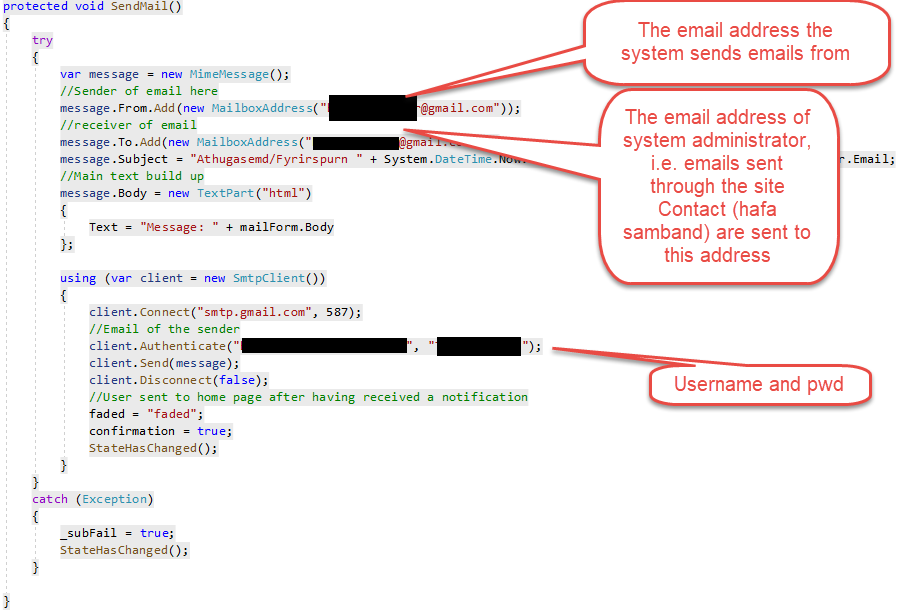 protected void SendMail()
{
try
{
var message = new MimeMessage();
//Sender of email here
message.From.Add(new MailboxAddress("@gmail.com"));
//receiver of email
message.To.Add(new MailboxAddress("@gmail.co
message.Subject = "Athugasemd/Fyrirspurn " + System.DateTime.Now. r.Email;
//Main text build up
message.Body = new TextPart("html")
{
Text = "Message: " + mailForm.Body
};
using (var client = new SmtpClient())
{
client.Connect("smtp.gmail.com", 587);
//Email of the sender
client.Authenticate("", "");
client.Send(message);
client.Disconnect(false);
//User sent to home page after having received a notification
faded = "faded";
confirmation = true;
StateHasChanged();
}
}
catch (Exception)
{
_subFail = true;
StateHasChanged();
}
}
The email address the
system sends emails from
The email address of
system administrator,
i.e. emails sent
through the site
Contact (hafa
samband) are sent to
this address
Username and pwd